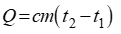 Q = cm(t₂ − t₁)